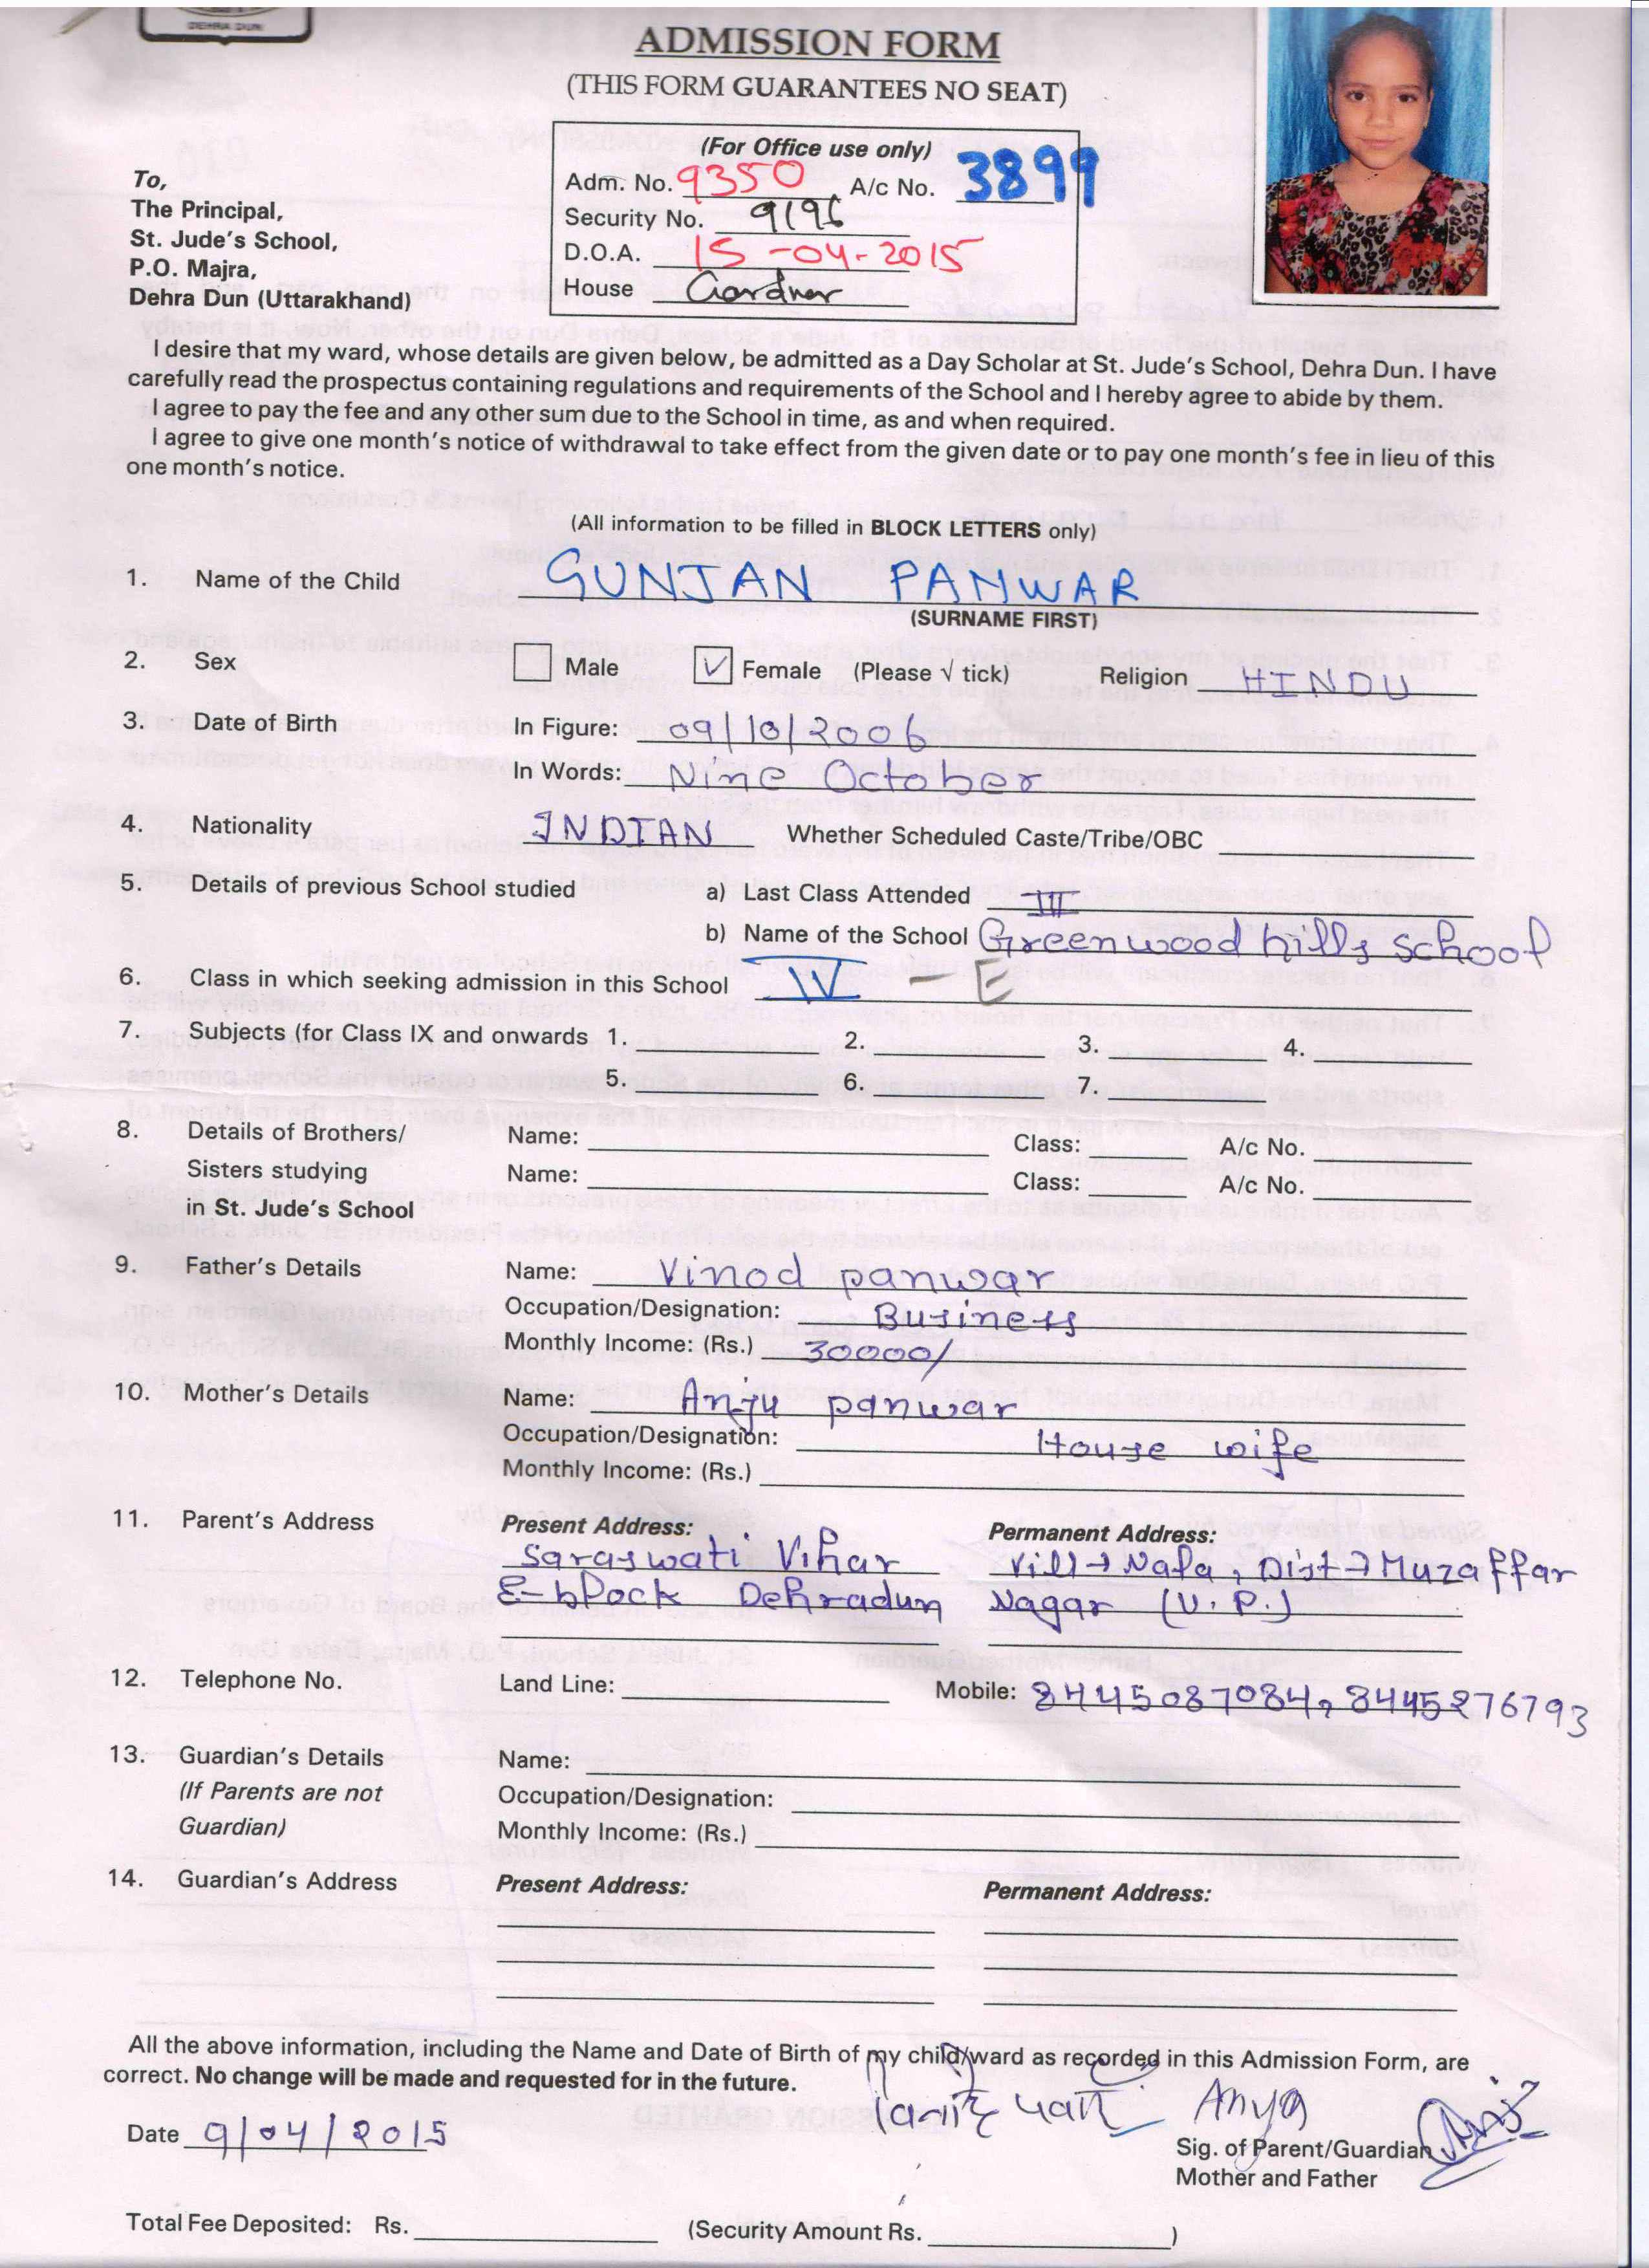 DEHRA DUN
ADMISSION FORM
(THIS FORM GUARANTEES NO SEAT)
(For Office use only)
Adm. No. 9350 A/c No. 3899
Security No. 9196
D.O.A. 15-04-2015
House Gardner
To,
The Principal,
St. Jude's School,
P.O. Majra,
Dehra Dun (Uttarakhand)
I desire that my ward, whose details are given below, be admitted as a Day Scholar at St. Jude's School, Dehra Dun. I have
carefully read the prospectus containing regulations and requirements of the School and I hereby agree to abide by them.
I agree to pay the fee and any other sum due to the School in time, as and when required.
I agree to give one month's notice of withdrawal to take effect from the given date or to pay one month's fee in lieu of this
one month's notice.
(All information to be filled in BLOCK LETTERS only)
1. Name of the Child GUNJAN PANWAR
(SURNAME FIRST)
2. Sex Male ✓ Female (Please √ tick) Religion HINDU
3. Date of Birth In Figure: 09/10/2006
In Words: Nine October
4. Nationality INDIAN Whether Scheduled Caste/Tribe/OBC
5. Details of previous School studied a) Last Class Attended III
b) Name of the School Greenwood hills school
6. Class in which seeking admission in this School IV - E
7. Subjects (for Class IX and onwards 1. 2. 3. 4.
5. 6. 7.
8. Details of Brothers/ Name: Class: A/c No.
Sisters studying Name: Class: A/c No.
in St. Jude's School
9. Father's Details Name: Vinod panwar
Occupation/Designation: Business
Monthly Income: (Rs.) 30000/
10. Mother's Details Name: Anju panwar
Occupation/Designation: House wife
Monthly Income: (Rs.)
11. Parent's Address Present Address: Permanent Address:
Saraswati Vihar Vill→Nala, Dist→Muzaffar
E-block Dehradun Nagar (U.P.)
12. Telephone No. Land Line: Mobile: 8445087084, 8445276793
13. Guardian's Details Name:
(If Parents are not Occupation/Designation:
Guardian) Monthly Income: (Rs.)
14. Guardian's Address Present Address: Permanent Address:
All the above information, including the Name and Date of Birth of my child/ward as recorded in this Admission Form, are
correct. No change will be made and requested for in the future.
Date 9/04/2015
Sig. of Parent/Guardian
Mother and Father
Total Fee Deposited: Rs. (Security Amount Rs. )